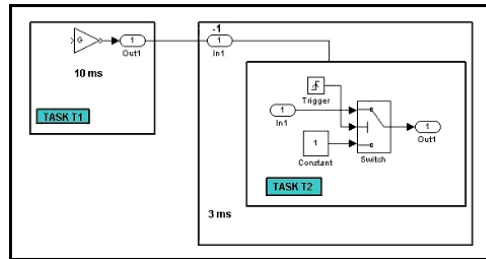 G
1
Out1
10 ms
TASK T1
-1
1
In1
Trigger
In1
1
Constant
Switch
1
Out1
TASK T2
3 ms